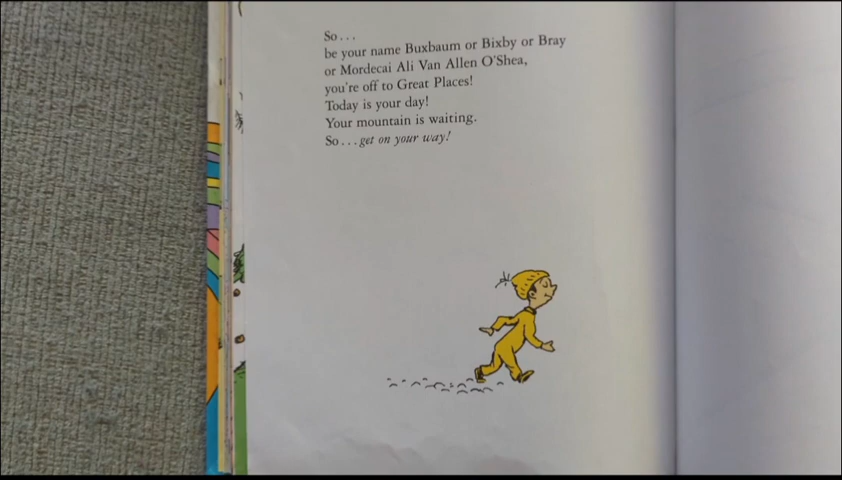 So...
be your name Buxbaum or Bixby or Bray
or Mordecai Ali Van Allen O'Shea,
you're off to Great Places!
Today is your day!
Your mountain is waiting.
So...get on your way!